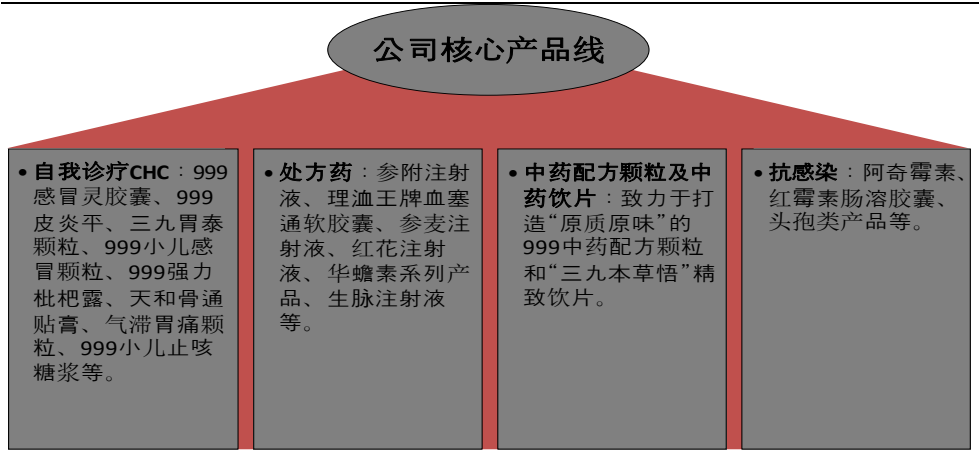 公司核心产品线
• 自我诊疗CHC：999
感冒灵胶囊、999
皮炎平、三九胃泰
颗粒、999小儿感
冒颗粒、999强力
枇杷露、天和骨通
贴膏、气滞胃痛颗
粒、999小儿止咳
糖浆等。
• 处方药：参附注射
液、理洫王牌血塞
通软胶囊、参麦注
射液、红花注射
液、华蟾素系列产
品、生脉注射液
等。
• 中药配方颗粒及中
药饮片：致力于打
造“原质原味”的
999中药配方颗粒
和“三九本草悟”精
致饮片。
• 抗感染：阿奇霉素、
红霉素肠溶胶囊、
头孢类产品等。